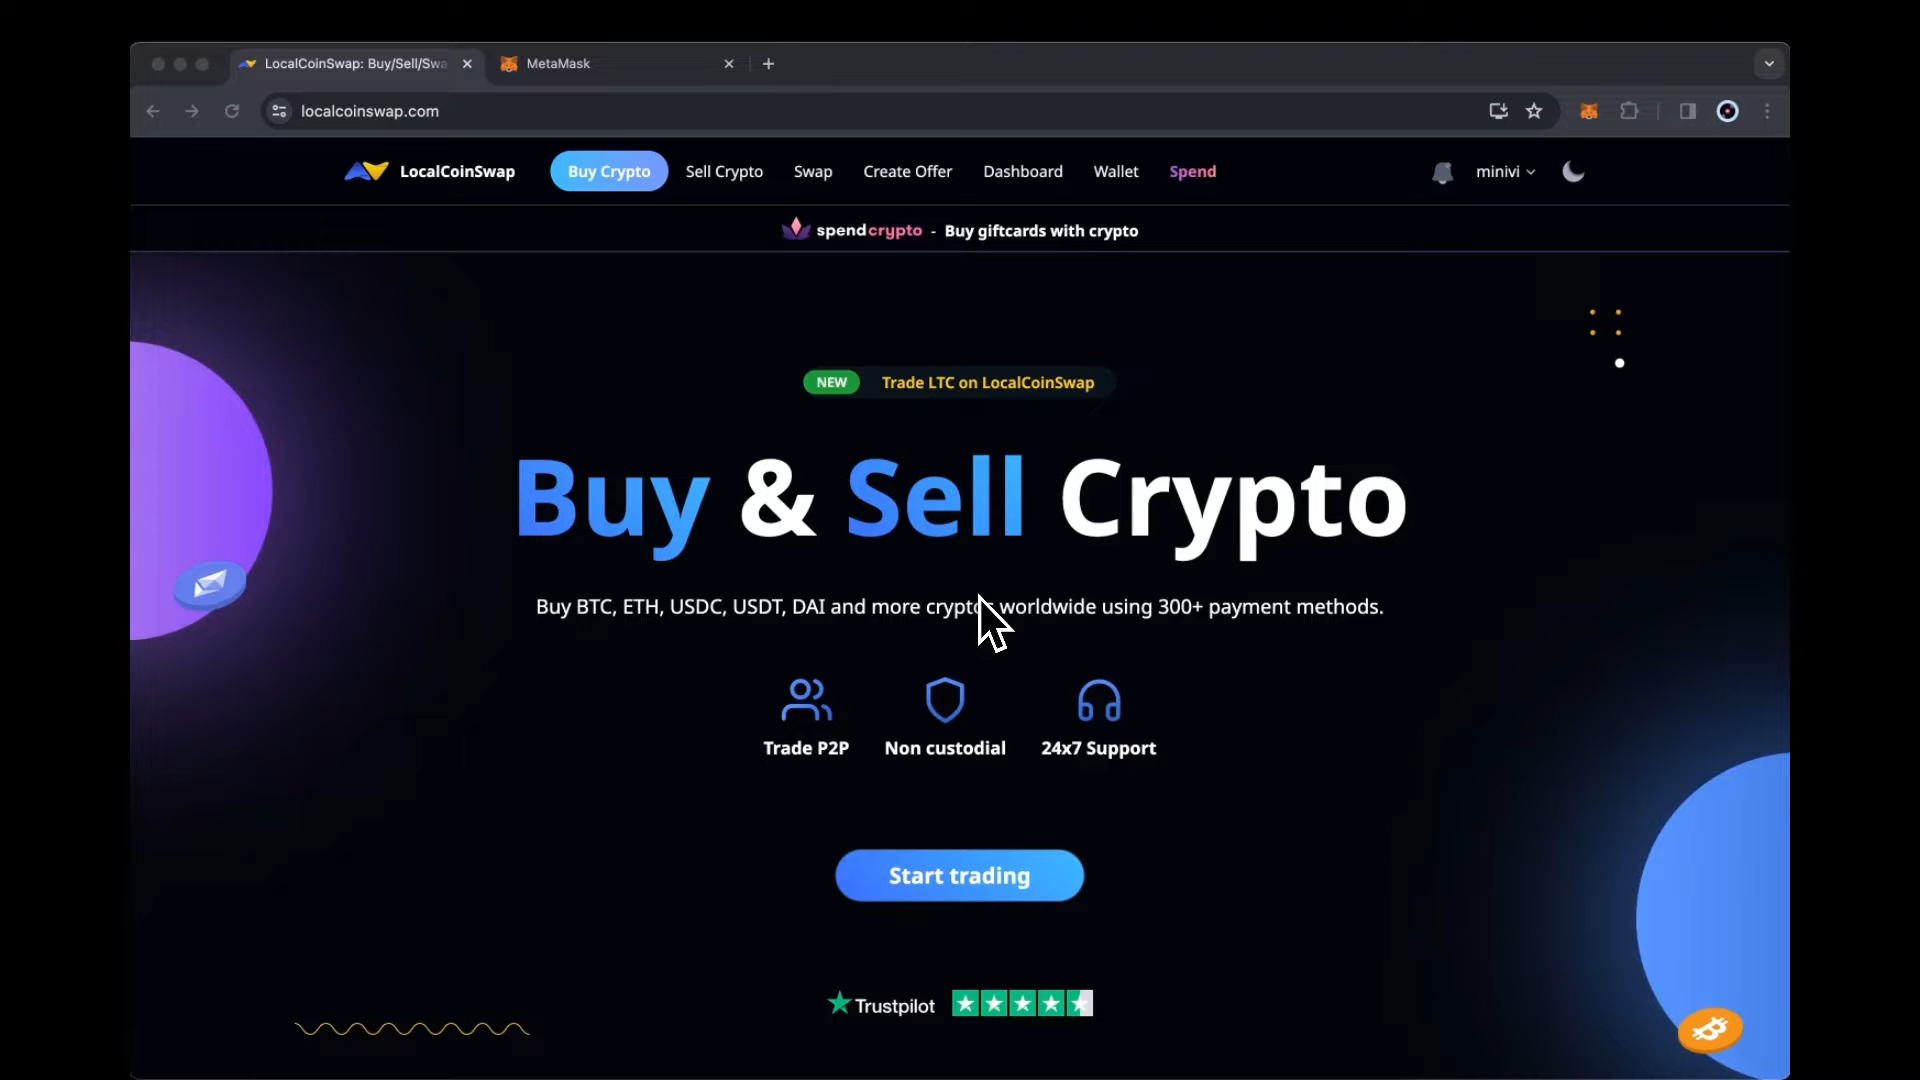 LocalCoinSwap: Buy/Sell/Swa
MetaMask
localcoinswap.com
LocalCoinSwap
Buy Crypto
Sell Crypto
Swap
Create Offer
Dashboard
Wallet
Spend
minivi
spendcrypto - Buy giftcards with crypto
NEW Trade LTC on LocalCoinSwap
Buy & Sell Crypto
Buy BTC, ETH, USDC, USDT, DAI and more cryptos worldwide using 300+ payment methods.
Trade P2P
Non custodial
24x7 Support
Start trading
Trustpilot